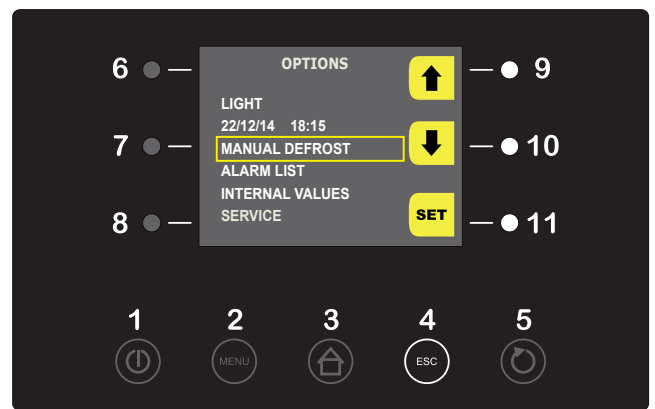 OPTIONS
6
9
LIGHT
22/12/14 18:15
7
MANUAL DEFROST
10
ALARM LIST
INTERNAL VALUES
8
SERVICE
SET
11
1 2 3 4 5
MENU
ESC